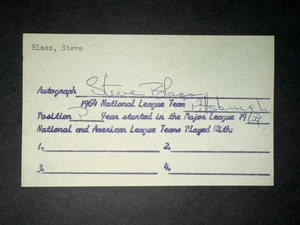 Blass, Steve
Autograph Steve Blass
1964 National League Team Pittsburgh
Position P Year started in the Major League 1964
National and American League Teams Played With:
1. 2.
3. 4.